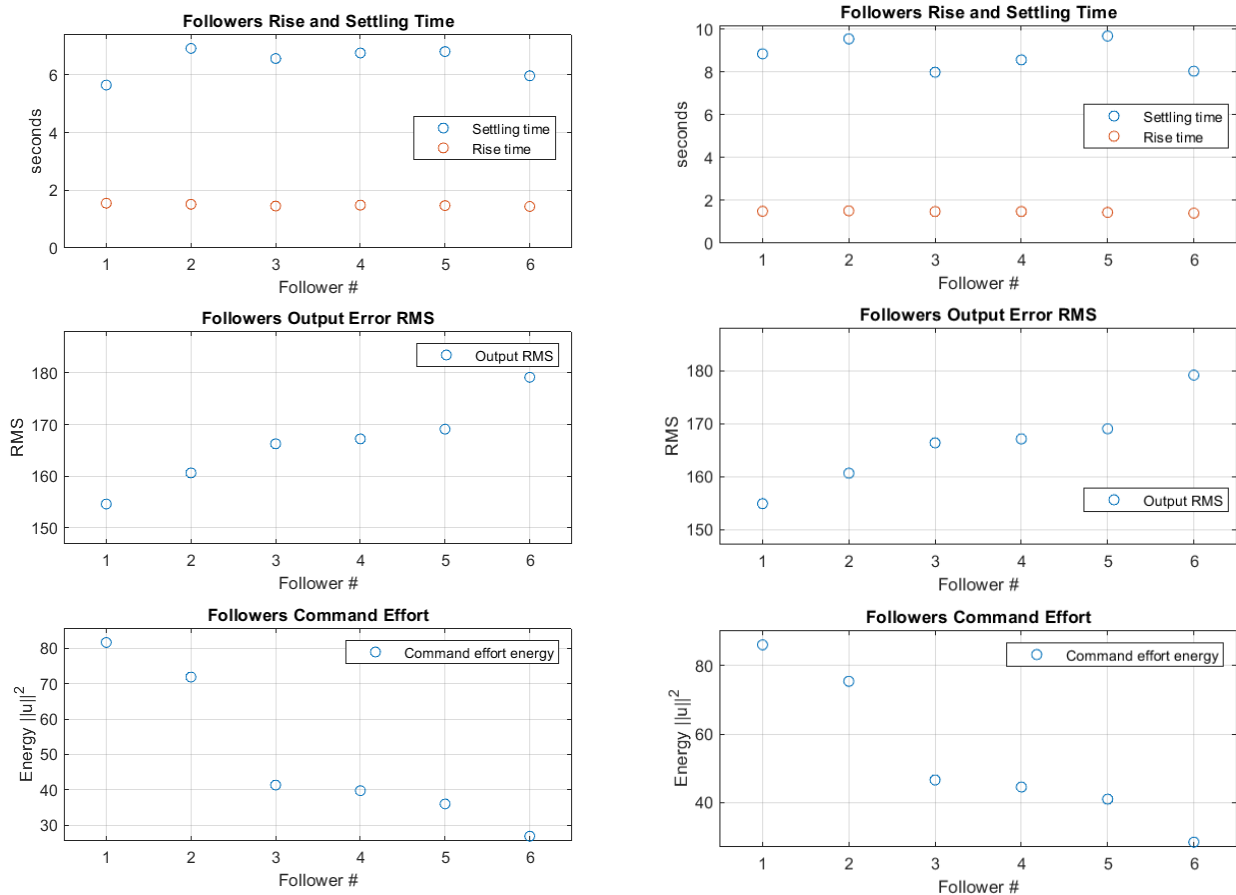 Followers Rise and Settling Time
6
4
2
0
seconds
Settling time
Rise time
1 2 3 4 5 6
Follower #
Followers Output Error RMS
180
170
160
150
RMS
Output RMS
1 2 3 4 5 6
Follower #
Followers Command Effort
80
70
60
50
40
30
Energy ||u||²
Command effort energy
1 2 3 4 5 6
Follower #
Followers Rise and Settling Time
10
8
6
4
2
0
seconds
Settling time
Rise time
1 2 3 4 5 6
Follower #
Followers Output Error RMS
180
170
160
150
RMS
Output RMS
1 2 3 4 5 6
Follower #
Followers Command Effort
80
60
40
Energy ||u||²
Command effort energy
1 2 3 4 5 6
Follower #